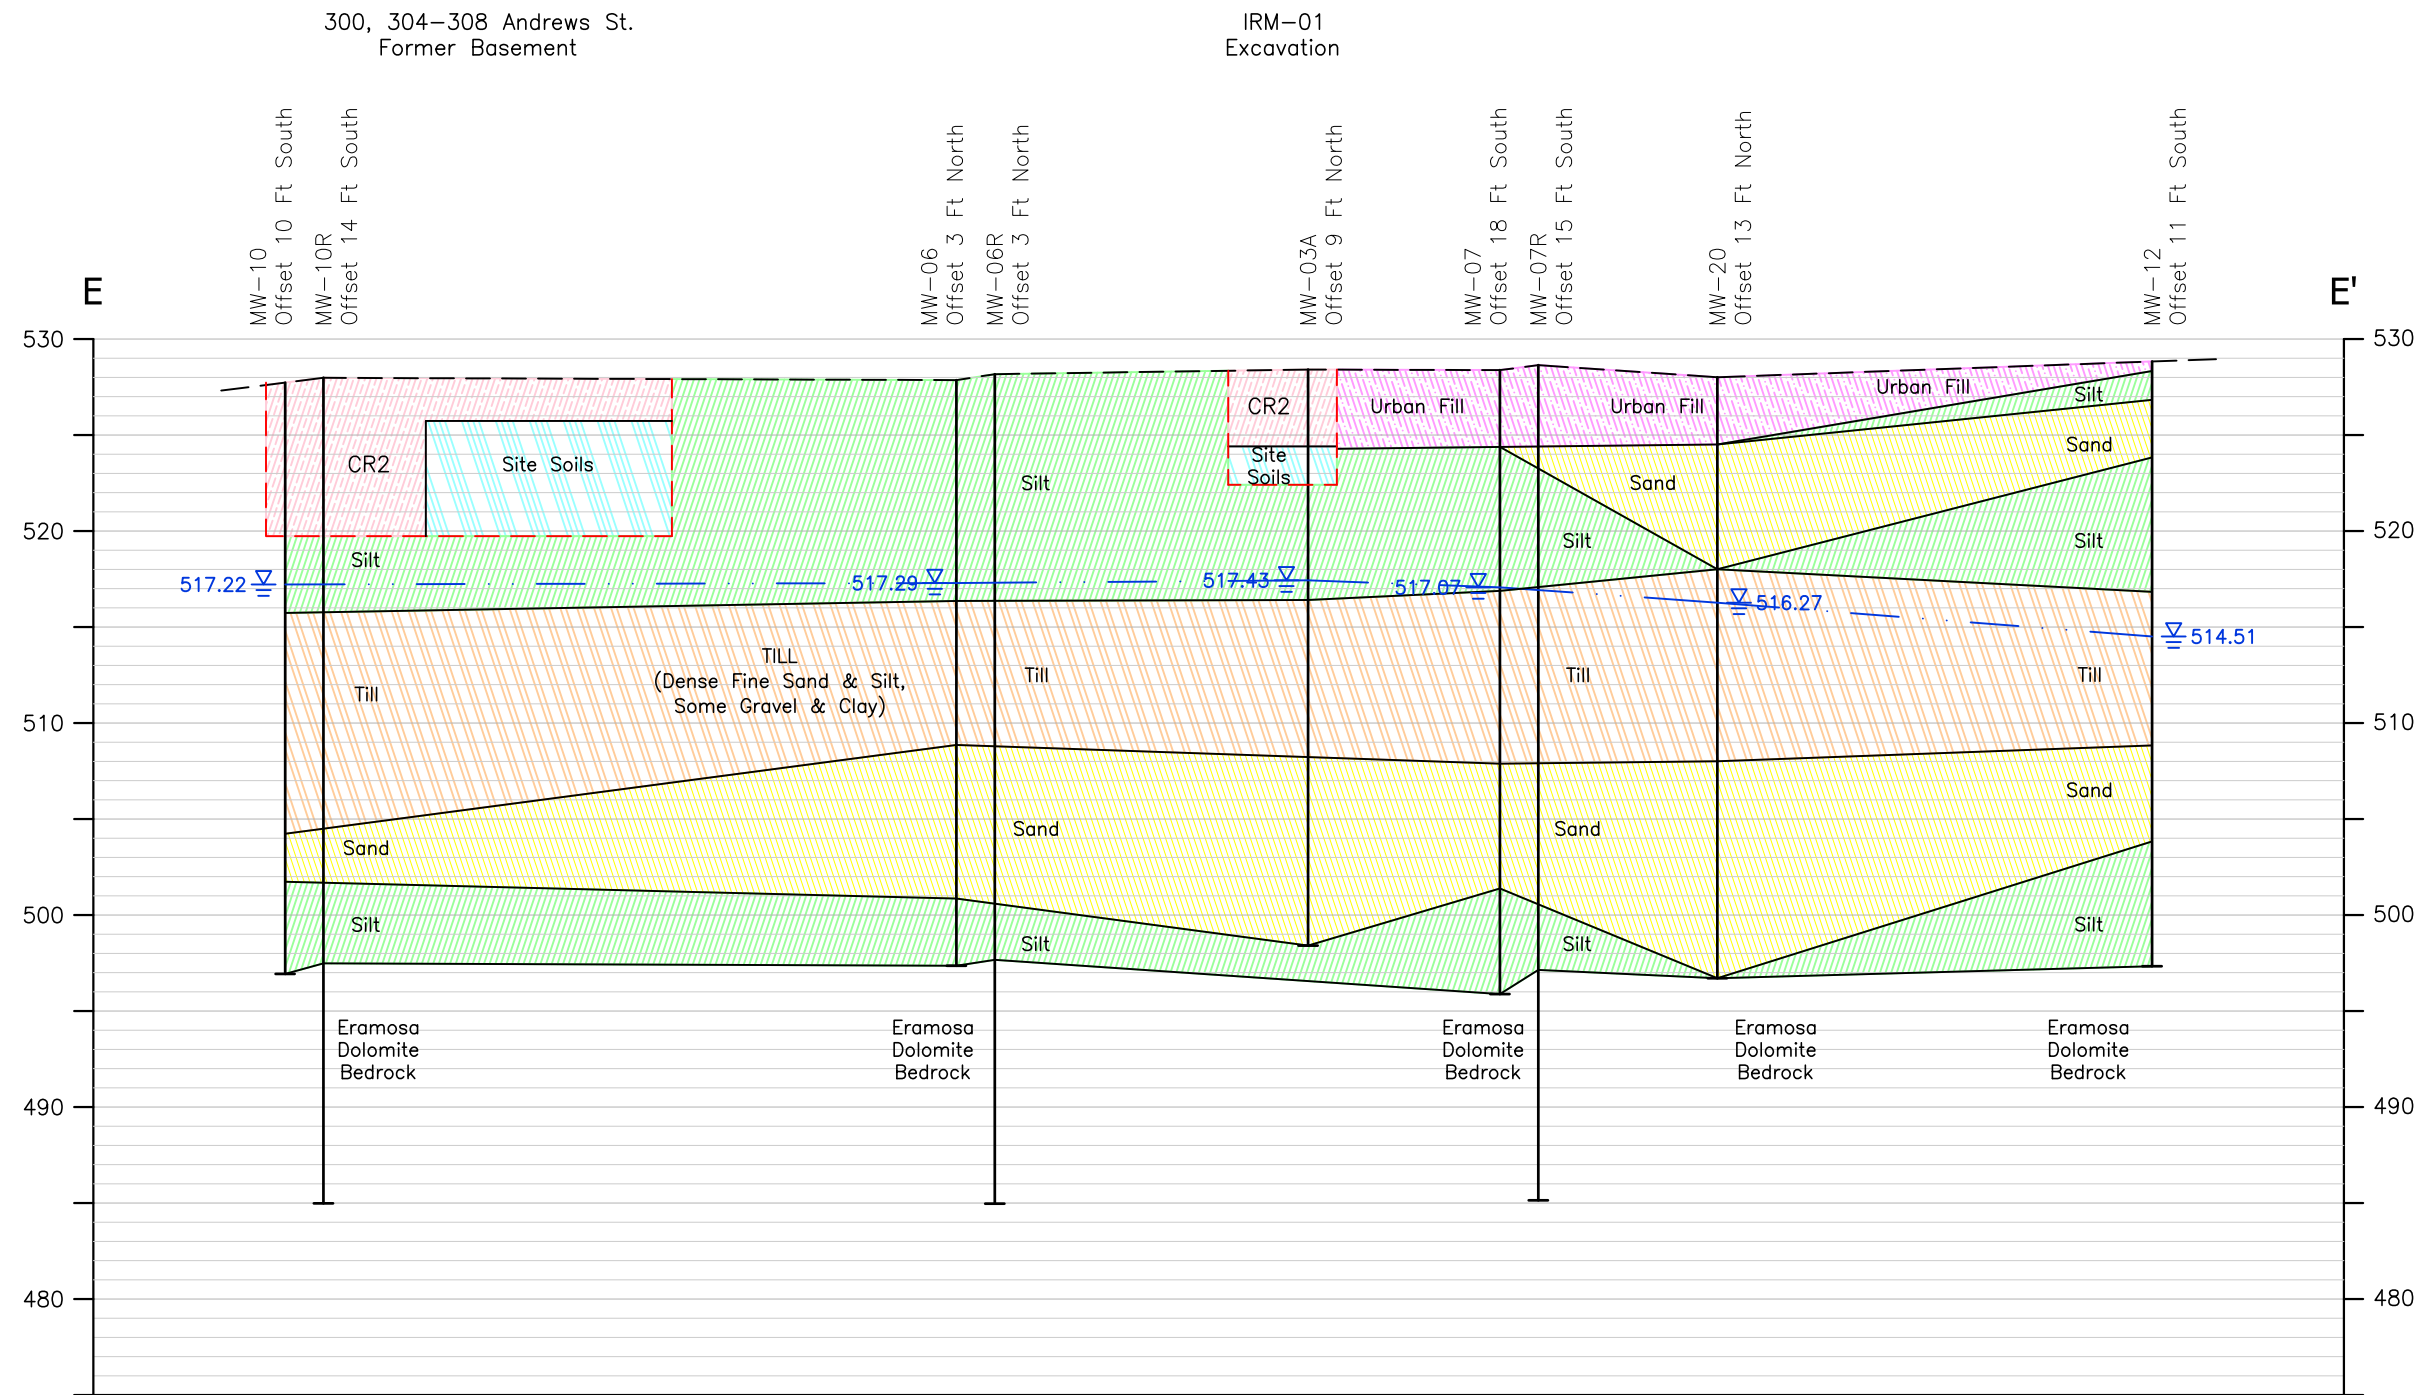 300, 304-308 Andrews St.
Former Basement
IRM-01
Excavation
MW-10
Offset 10 Ft South
MW-10R
Offset 14 Ft South
MW-06
Offset 3 Ft North
MW-06R
Offset 3 Ft North
MW-03A
Offset 9 Ft North
MW-07
Offset 18 Ft South
MW-07R
Offset 15 Ft South
MW-20
Offset 13 Ft North
MW-12
Offset 11 Ft South
E
E'
530
530
Urban Fill
Silt
CR2
Urban Fill
Urban Fill
Sand
Site
Soils
CR2
Site Soils
Silt
Sand
520
520
Silt
Silt
Silt
517.22
517.29
517.43
517.07
516.27
514.51
TILL
(Dense Fine Sand & Silt,
Some Gravel & Clay)
Till
Till
Till
Till
510
510
Sand
Sand
Sand
Sand
500
500
Silt
Silt
Silt
Silt
Eramosa
Dolomite
Bedrock
Eramosa
Dolomite
Bedrock
Eramosa
Dolomite
Bedrock
Eramosa
Dolomite
Bedrock
Eramosa
Dolomite
Bedrock
490
490
480
480